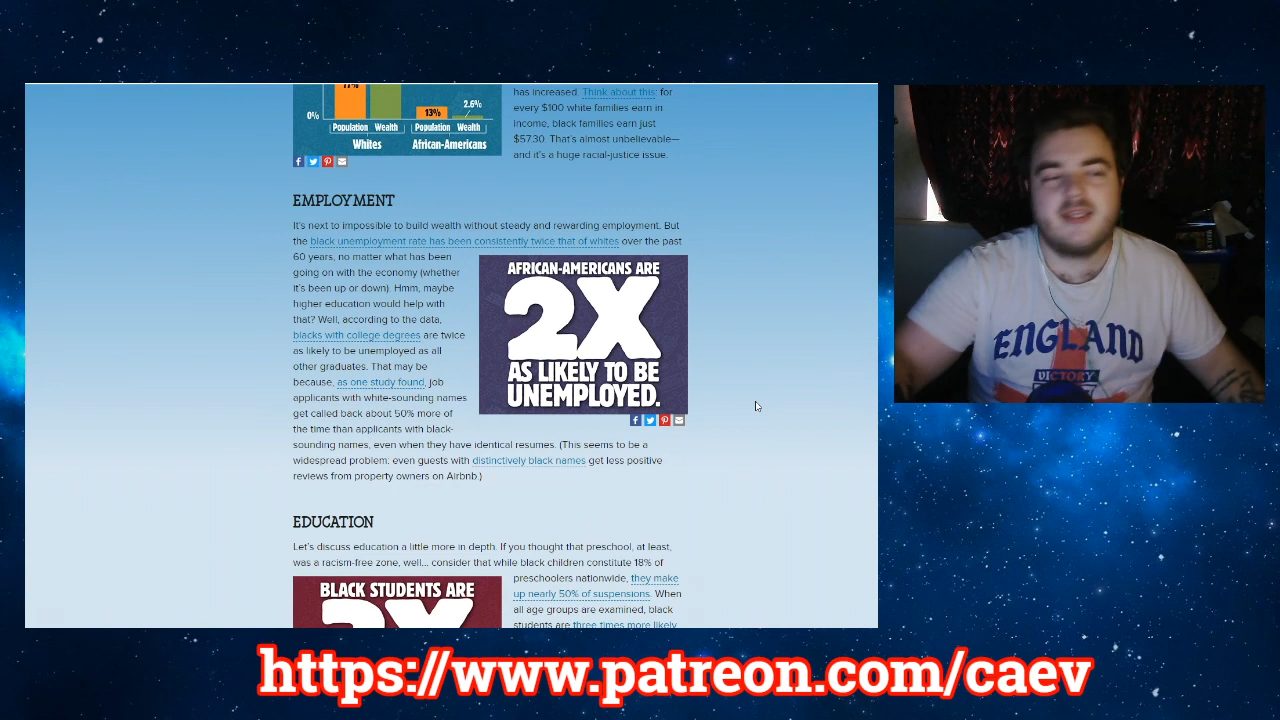 17%
2.6%
0%
13%
Population Wealth Population Wealth
Whites African-Americans
has increased. Think about this: for
every $100 white families earn in
income, black families earn just
$57.30. That's almost unbelievable—
and it's a huge racial-justice issue.
EMPLOYMENT
It's next to impossible to build wealth without steady and rewarding employment. But
the black unemployment rate has been consistently twice that of whites over the past
60 years, no matter what has been
going on with the economy (whether
it's been up or down). Hmm, maybe
higher education would help with
that? Well, according to the data,
blacks with college degrees are twice
as likely to be unemployed as all
other graduates. That may be
because, as one study found, job
applicants with white-sounding names
get called back about 50% more of
the time than applicants with black-
sounding names, even when they have identical resumes. (This seems to be a
widespread problem: even guests with distinctively black names get less positive
reviews from property owners on Airbnb.)
AFRICAN-AMERICANS ARE
2X
AS LIKELY TO BE
UNEMPLOYED.
EDUCATION
Let's discuss education a little more in depth. If you thought that preschool, at least,
was a racism-free zone, well... consider that while black children constitute 18% of
preschoolers nationwide, they make
up nearly 50% of suspensions. When
all age groups are examined, black
students are three times more likely
BLACK STUDENTS ARE
ENGLAND
VICTORY
https://www.patreon.com/caev